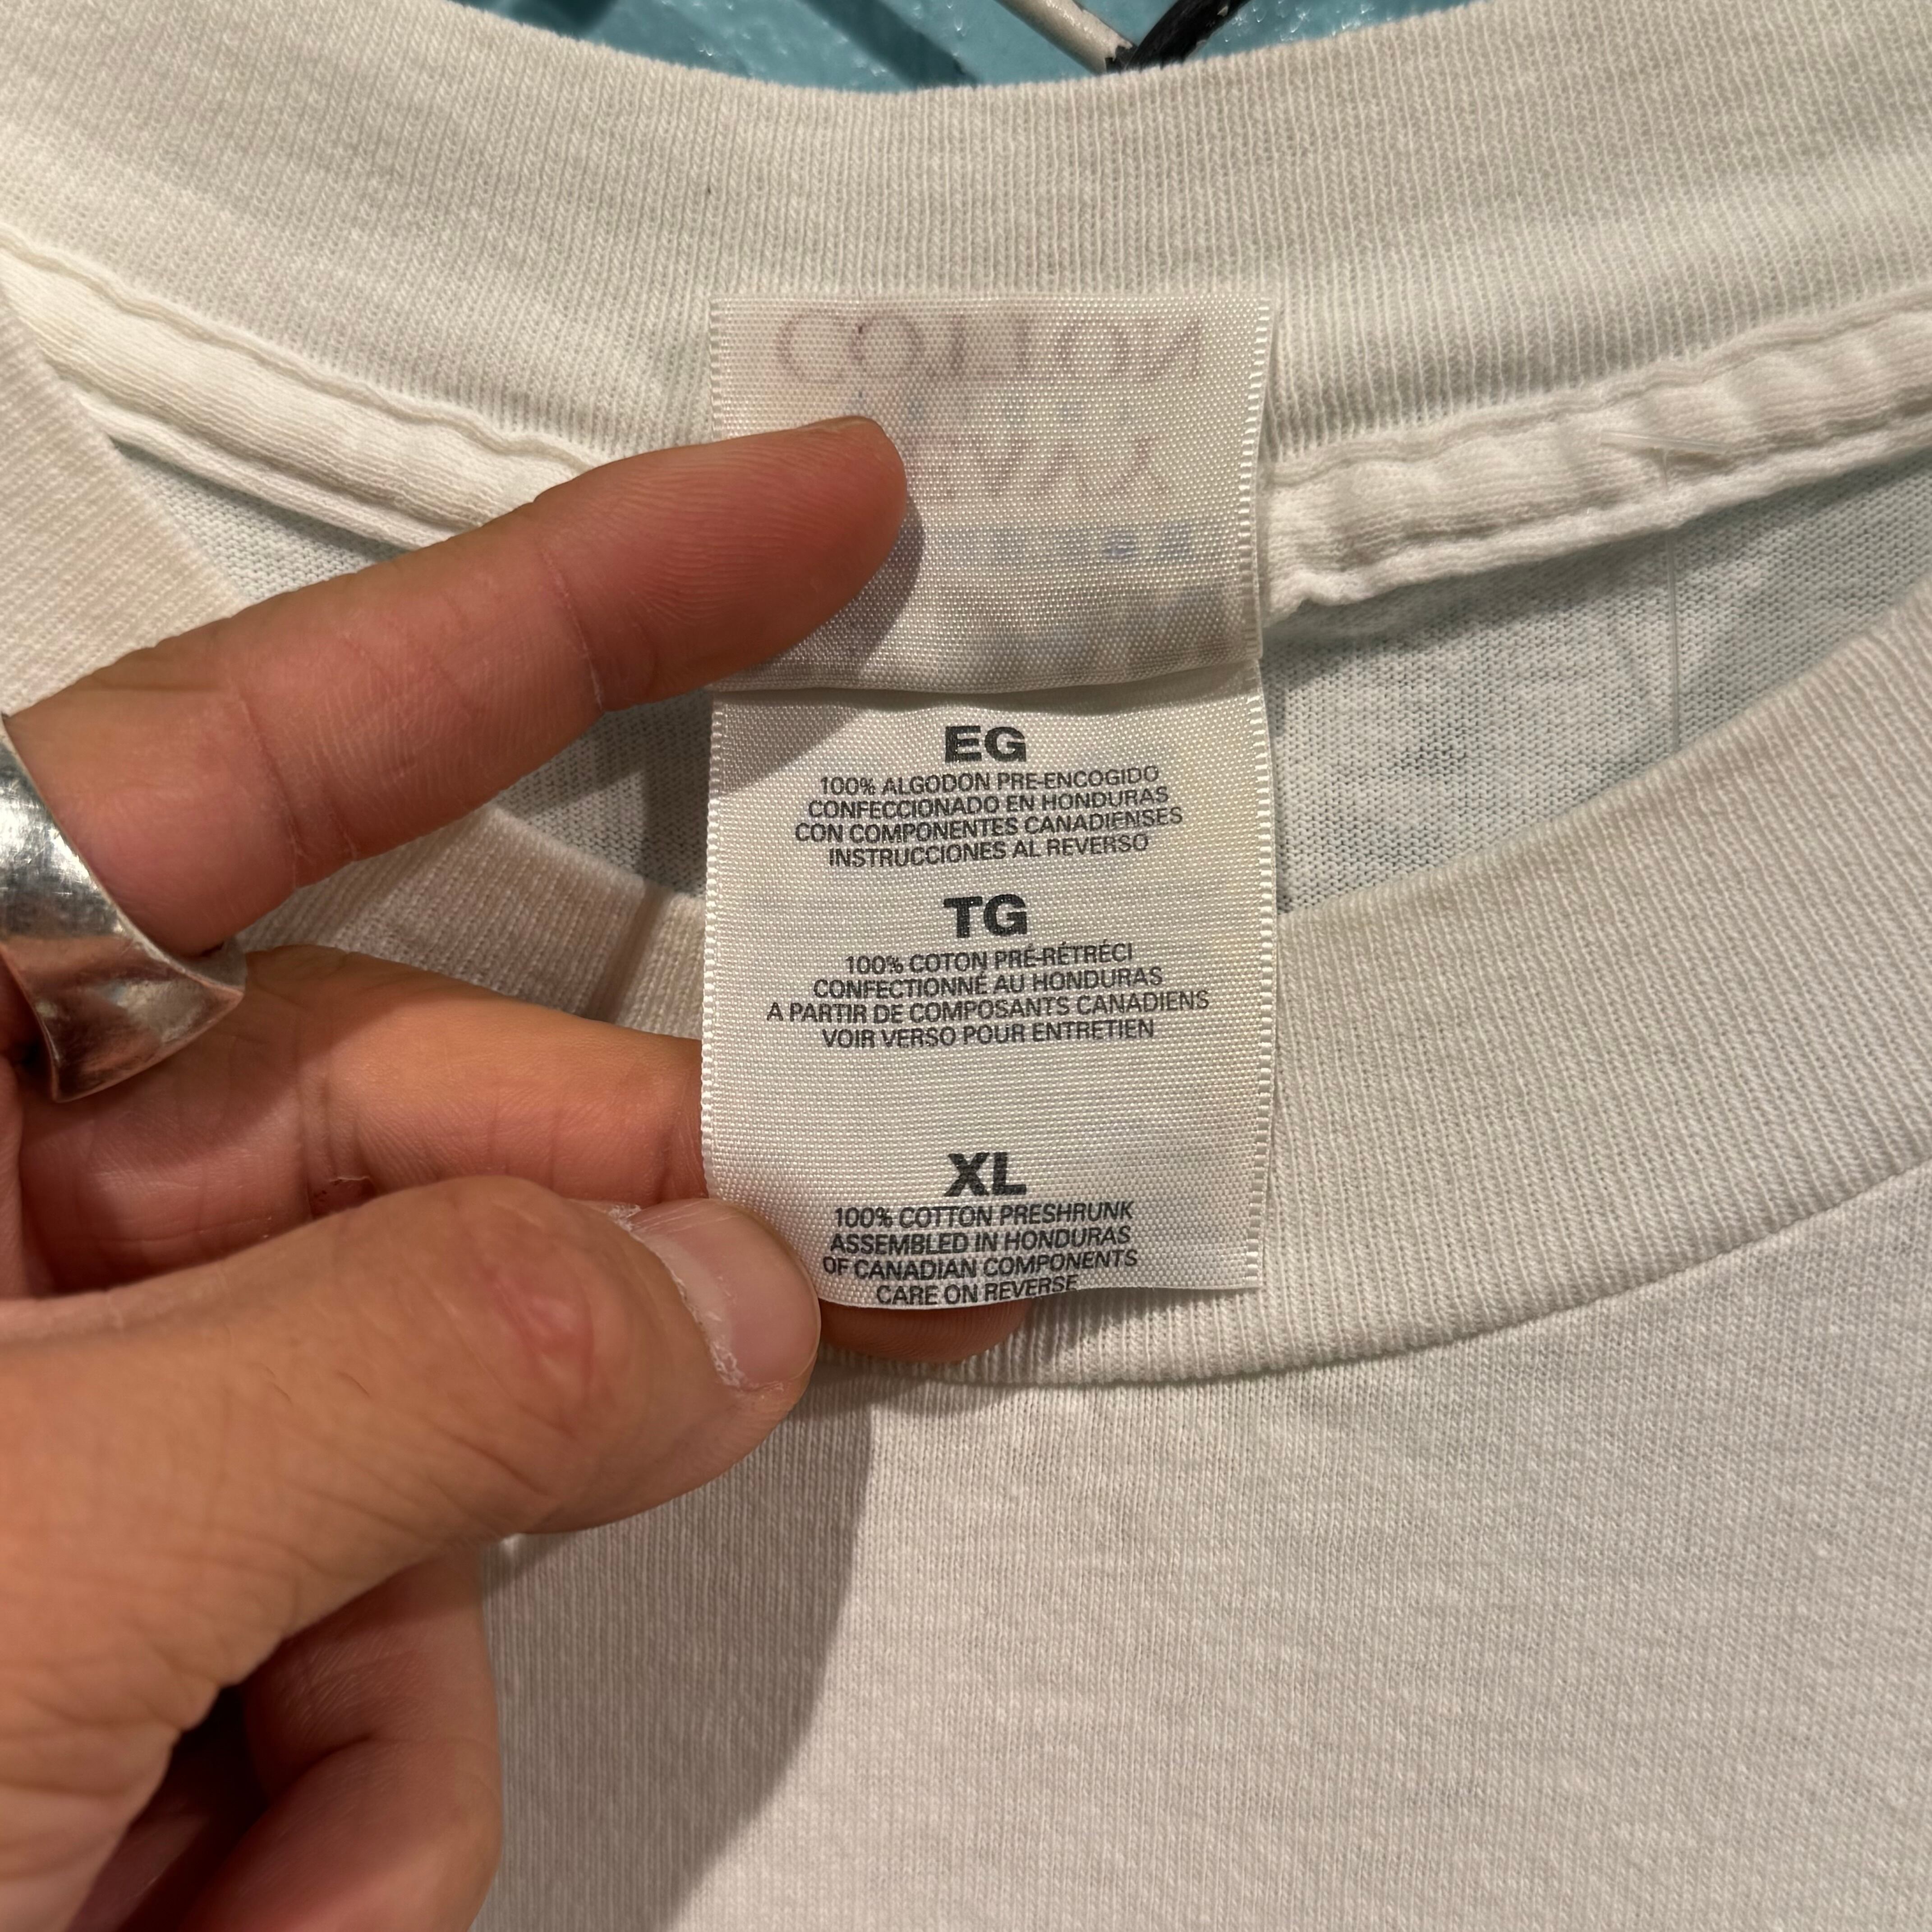 COTTON
EG
100% ALGODON PRE-ENCOGIDO
CONFECCIONADO EN HONDURAS
CON COMPONENTES CANADIENSES
INSTRUCCIONES AL REVERSO
TG
100% COTON PRÉ-RÉTRÉCI
CONFECTIONNÉ AU HONDURAS
A PARTIR DE COMPOSANTS CANADIENS
VOIR VERSO POUR ENTRETIEN
XL
100% COTTON PRESHRUNK
ASSEMBLED IN HONDURAS
OF CANADIAN COMPONENTS
CARE ON REVERSE